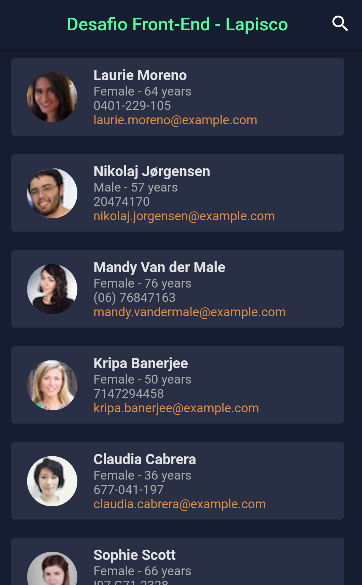 Desafio Front-End - Lapisco
Laurie Moreno
Female - 64 years
0401-229-105
laurie.moreno@example.com
Nikolaj Jørgensen
Male - 57 years
20474170
nikolaj.jorgensen@example.com
Mandy Van der Male
Female - 76 years
(06) 76847163
mandy.vandermale@example.com
Kripa Banerjee
Female - 50 years
7147294458
kripa.banerjee@example.com
Claudia Cabrera
Female - 36 years
677-041-197
claudia.cabrera@example.com
Sophie Scott
Female - 66 years